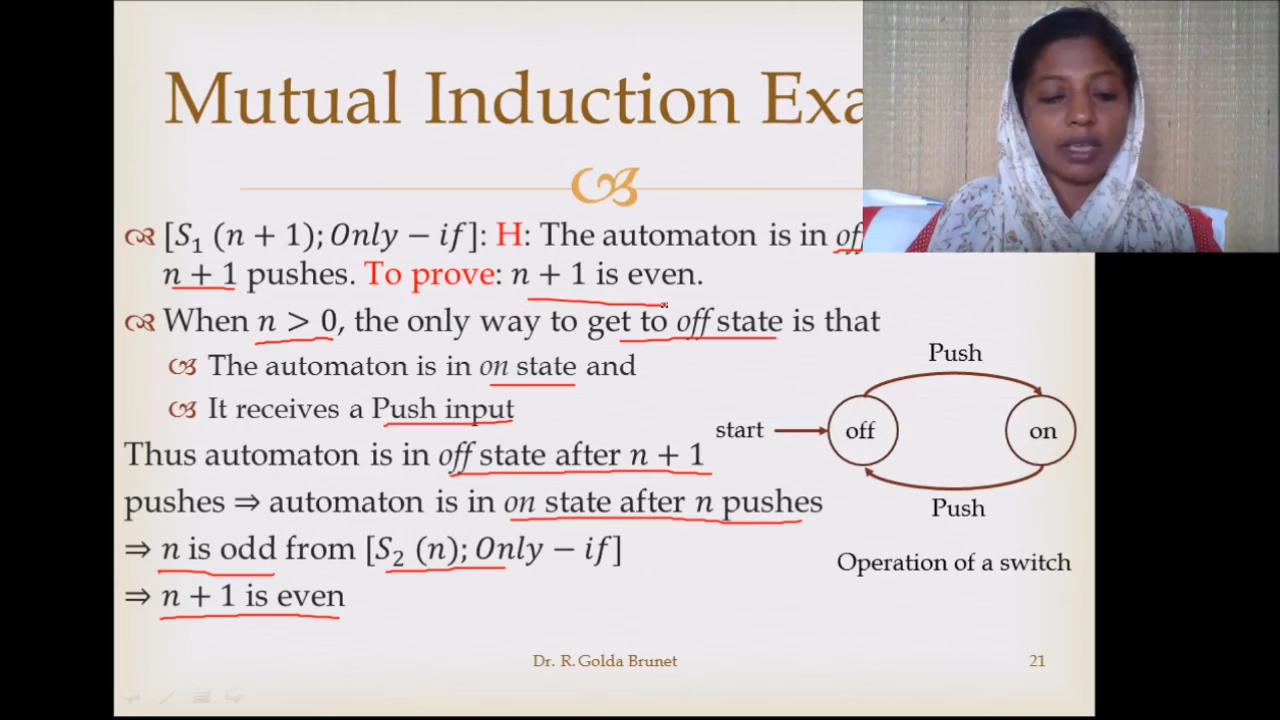 Mutual Induction Exa
[S₁ (n + 1); Only − if]: H: The automaton is in of
n + 1 pushes. To prove: n + 1 is even.
When n > 0, the only way to get to off state is that
The automaton is in on state and
It receives a Push input
Thus automaton is in off state after n + 1
pushes ⇒ automaton is in on state after n pushes
⇒ n is odd from [S₂ (n); Only − if]
⇒ n + 1 is even
Push
start
off
on
Push
Operation of a switch
Dr. R. Golda Brunet
21